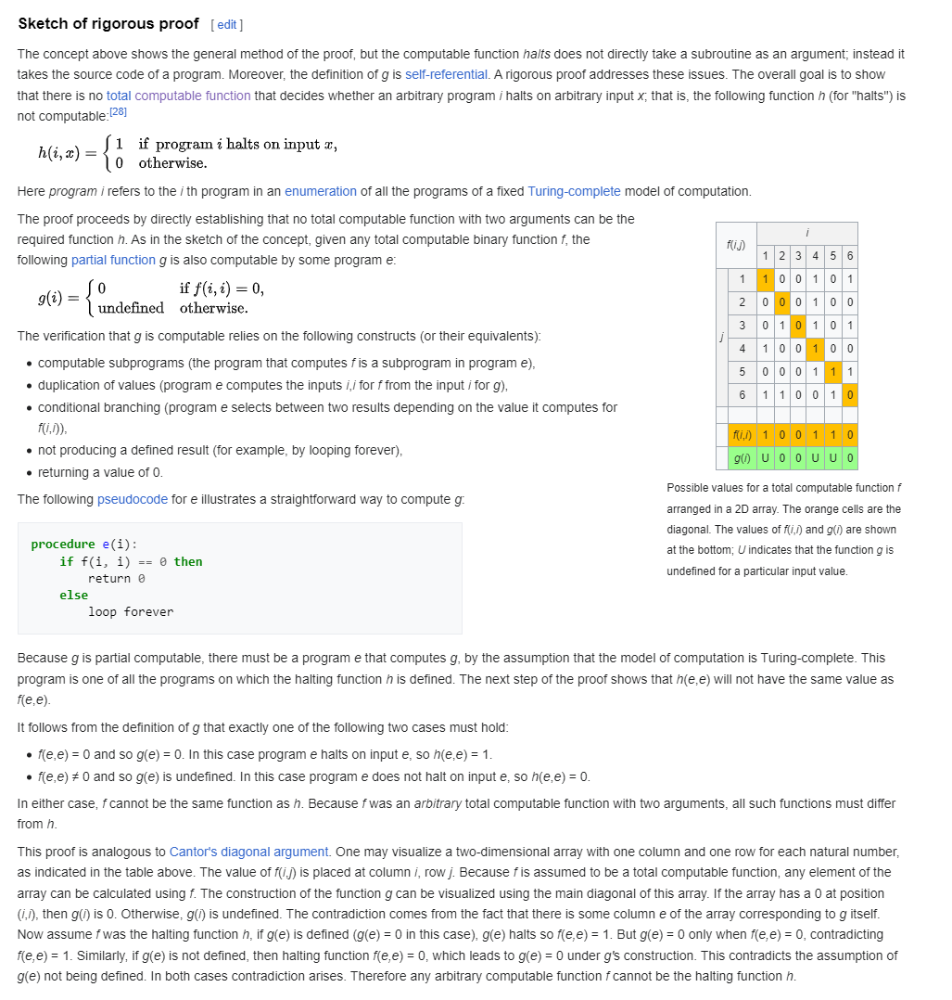 Sketch of rigorous proof [ edit ]
The concept above shows the general method of the proof, but the computable function halts does not directly take a subroutine as an argument; instead it
takes the source code of a program. Moreover, the definition of g is self-referential. A rigorous proof addresses these issues. The overall goal is to show
that there is no total computable function that decides whether an arbitrary program i halts on arbitrary input x; that is, the following function h (for "halts") is
not computable:[28]
h(i, x) = { 1 if program i halts on input x,
0 otherwise.
Here program i refers to the i th program in an enumeration of all the programs of a fixed Turing-complete model of computation.
The proof proceeds by directly establishing that no total computable function with two arguments can be the
required function h. As in the sketch of the concept, given any total computable binary function f, the
following partial function g is also computable by some program e:
g(i) = { 0 if f(i, i) = 0,
undefined otherwise.
The verification that g is computable relies on the following constructs (or their equivalents):
• computable subprograms (the program that computes f is a subprogram in program e),
• duplication of values (program e computes the inputs i,i for f from the input i for g),
• conditional branching (program e selects between two results depending on the value it computes for
f(i,i)),
• not producing a defined result (for example, by looping forever),
• returning a value of 0.
The following pseudocode for e illustrates a straightforward way to compute g:
procedure e(i):
if f(i, i) == 0 then
return 0
else
loop forever
f(i,j) i
1 2 3 4 5 6
j
1 1 0 0 1 0 1
2 0 0 0 1 0 0
3 0 1 0 1 0 1
4 1 0 0 1 0 0
5 0 0 0 1 1 1
6 1 1 0 0 1 0
f(i,i) 1 0 0 1 1 0
g(i) U 0 0 U U 0
Possible values for a total computable function f
arranged in a 2D array. The orange cells are the
diagonal. The values of f(i,i) and g(i) are shown
at the bottom; U indicates that the function g is
undefined for a particular input value.
Because g is partial computable, there must be a program e that computes g, by the assumption that the model of computation is Turing-complete. This
program is one of all the programs on which the halting function h is defined. The next step of the proof shows that h(e,e) will not have the same value as
f(e,e).
It follows from the definition of g that exactly one of the following two cases must hold:
• f(e,e) = 0 and so g(e) = 0. In this case program e halts on input e, so h(e,e) = 1.
• f(e,e) ≠ 0 and so g(e) is undefined. In this case program e does not halt on input e, so h(e,e) = 0.
In either case, f cannot be the same function as h. Because f was an arbitrary total computable function with two arguments, all such functions must differ
from h.
This proof is analogous to Cantor's diagonal argument. One may visualize a two-dimensional array with one column and one row for each natural number,
as indicated in the table above. The value of f(i,j) is placed at column i, row j. Because f is assumed to be a total computable function, any element of the
array can be calculated using f. The construction of the function g can be visualized using the main diagonal of this array. If the array has a 0 at position
(i,i), then g(i) is 0. Otherwise, g(i) is undefined. The contradiction comes from the fact that there is some column e of the array corresponding to g itself.
Now assume f was the halting function h, if g(e) is defined (g(e) = 0 in this case), g(e) halts so f(e,e) = 1. But g(e) = 0 only when f(e,e) = 0, contradicting
f(e,e) = 1. Similarly, if g(e) is not defined, then halting function f(e,e) = 0, which leads to g(e) = 0 under g's construction. This contradicts the assumption of
g(e) not being defined. In both cases contradiction arises. Therefore any arbitrary computable function f cannot be the halting function h.